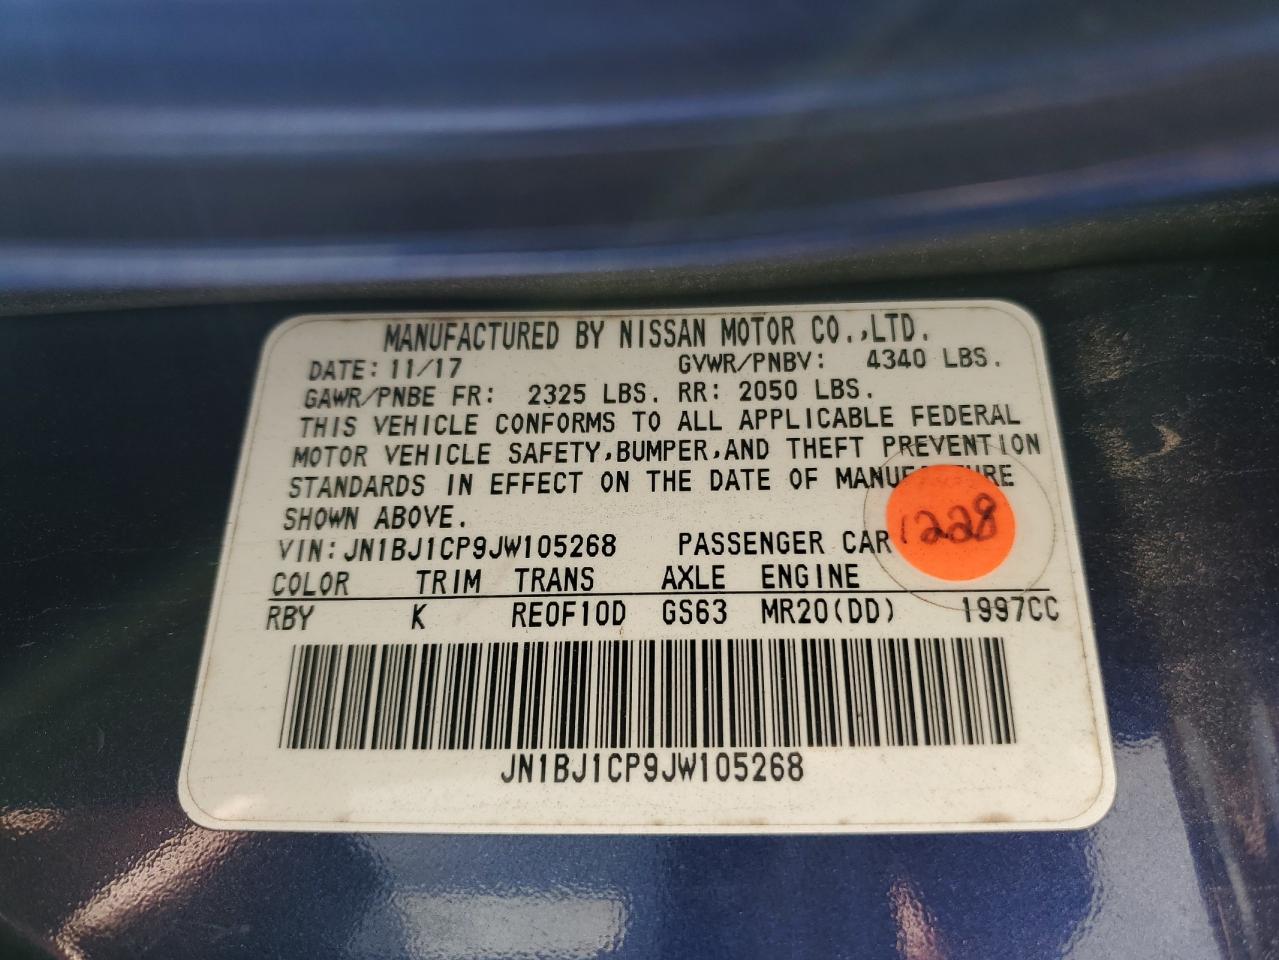 MANUFACTURED BY NISSAN MOTOR CO.,LTD.
DATE: 11/17 GVWR/PNBV: 4340 LBS.
GAWR/PNBE FR: 2325 LBS. RR: 2050 LBS.
THIS VEHICLE CONFORMS TO ALL APPLICABLE FEDERAL
MOTOR VEHICLE SAFETY,BUMPER,AND THEFT PREVENTION
STANDARDS IN EFFECT ON THE DATE OF MANUFACTURE
SHOWN ABOVE.
1228
VIN: JN1BJ1CP9JW105268 PASSENGER CAR
COLOR TRIM TRANS AXLE ENGINE
RBY K RE0F10D GS63 MR20(DD) 1997CC
JN1BJ1CP9JW105268